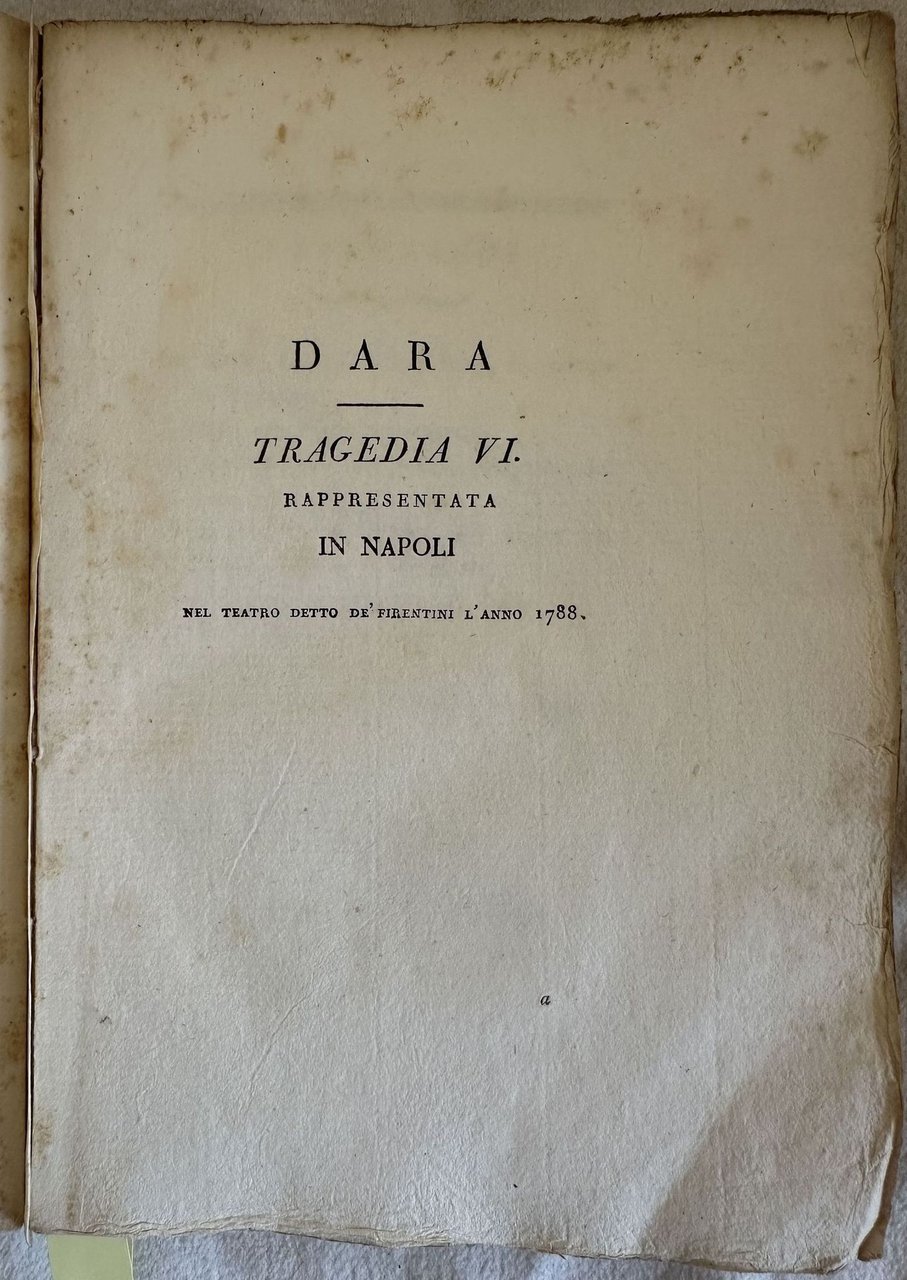 DARA
TRAGEDIA VI.
RAPPRESENTATA
IN NAPOLI
NEL TEATRO DETTO DE' FIRENTINI L'ANNO 1788.
a